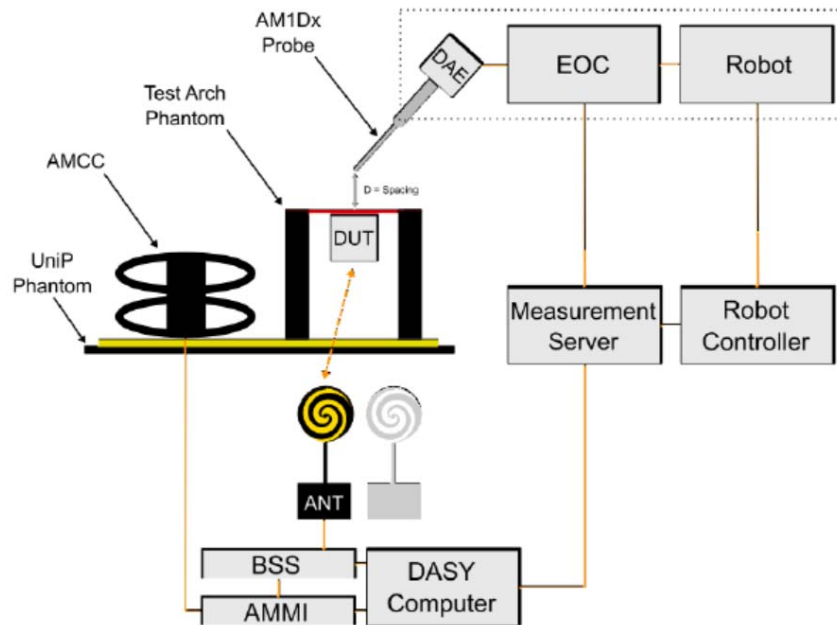 AM1Dx
Probe
DAE
EOC
Robot
Test Arch
Phantom
AMCC
D = Spacing
DUT
UniP
Phantom
Measurement
Server
Robot
Controller
ANT
BSS
DASY
Computer
AMMI